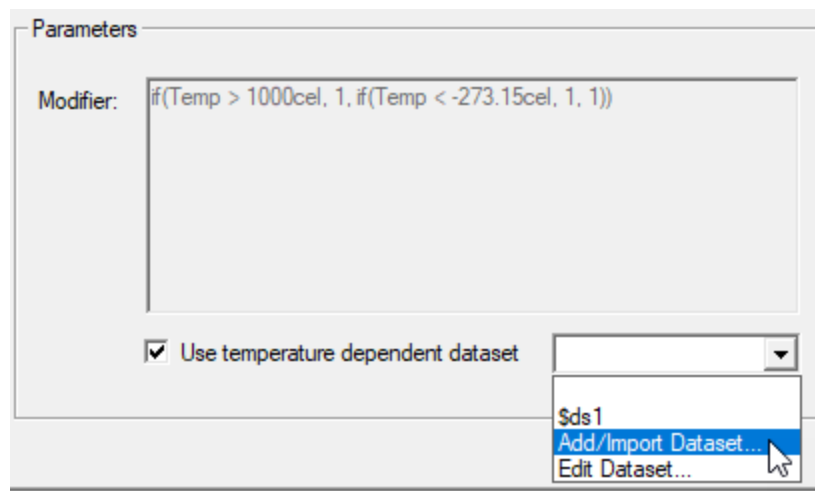 Parameters
Modifier:
if(Temp > 1000cel, 1, if(Temp < -273.15cel, 1, 1))
Use temperature dependent dataset
$ds1
Add/Import Dataset...
Edit Dataset...